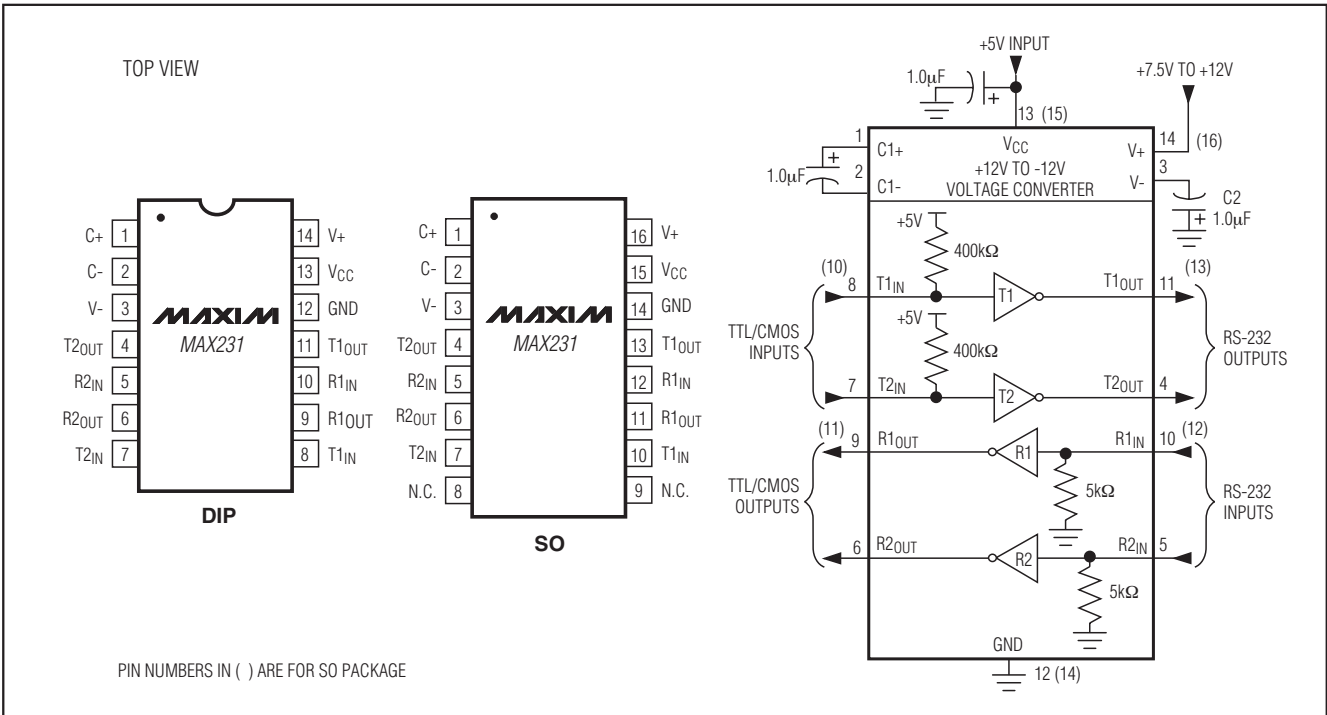 TOP VIEW
C+ 1
C- 2
V- 3
T2OUT 4
R2IN 5
R2OUT 6
T2IN 7
14 V+
13 VCC
12 GND
11 T1OUT
10 R1IN
9 R1OUT
8 T1IN
MAXIM
MAX231
DIP
C+ 1
C- 2
V- 3
T2OUT 4
R2IN 5
R2OUT 6
T2IN 7
N.C. 8
16 V+
15 VCC
14 GND
13 T1OUT
12 R1IN
11 R1OUT
10 T1IN
9 N.C.
MAXIM
MAX231
SO
PIN NUMBERS IN ( ) ARE FOR SO PACKAGE
+5V INPUT
1.0µF
+
+7.5V TO +12V
13 (15)
1
C1+
VCC
V+
14 (16)
+
1.0µF
2
C1-
+12V TO -12V
VOLTAGE CONVERTER
V-
3
C2
+ 1.0µF
+5V
400kΩ
(10)
8
T1IN
T1
T1OUT
11
(13)
+5V
TTL/CMOS
INPUTS
400kΩ
RS-232
OUTPUTS
7
T2IN
T2
T2OUT
4
(11)
9
R1OUT
R1
R1IN
10
(12)
TTL/CMOS
OUTPUTS
5kΩ
RS-232
INPUTS
6
R2OUT
R2
R2IN
5
5kΩ
GND
12 (14)